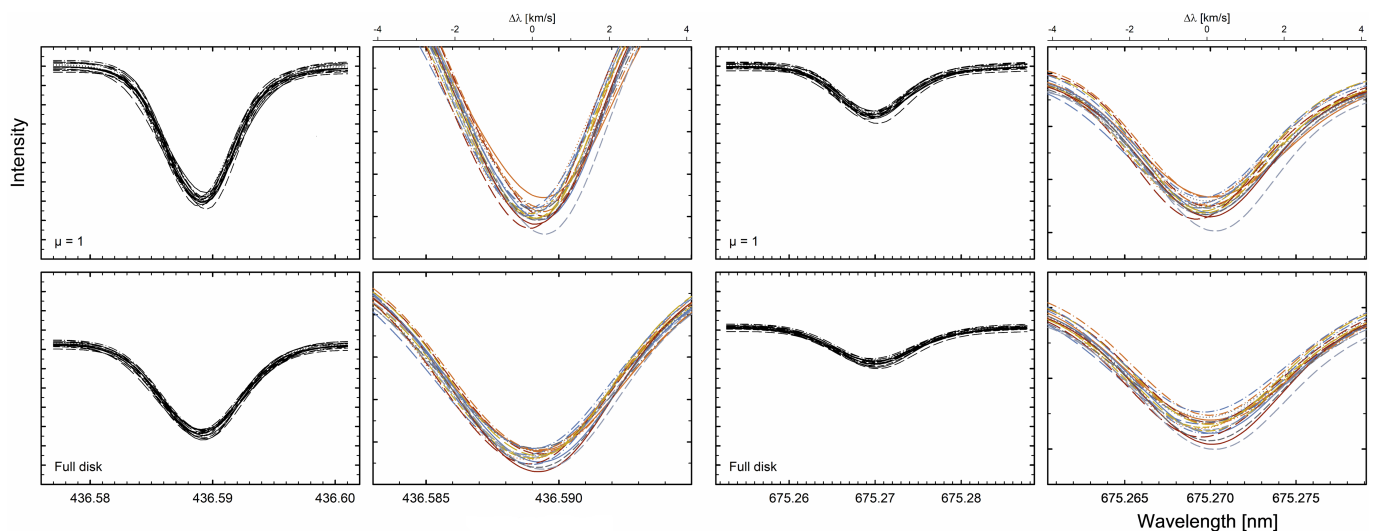 Δλ [km/s]
Δλ [km/s]
-4 -2 0 2 4
-4 -2 0 2 4
Intensity
μ = 1
μ = 1
Full disk
Full disk
436.58 436.59 436.60
436.585 436.590
675.26 675.27 675.28
675.265 675.270 675.275
Wavelength [nm]